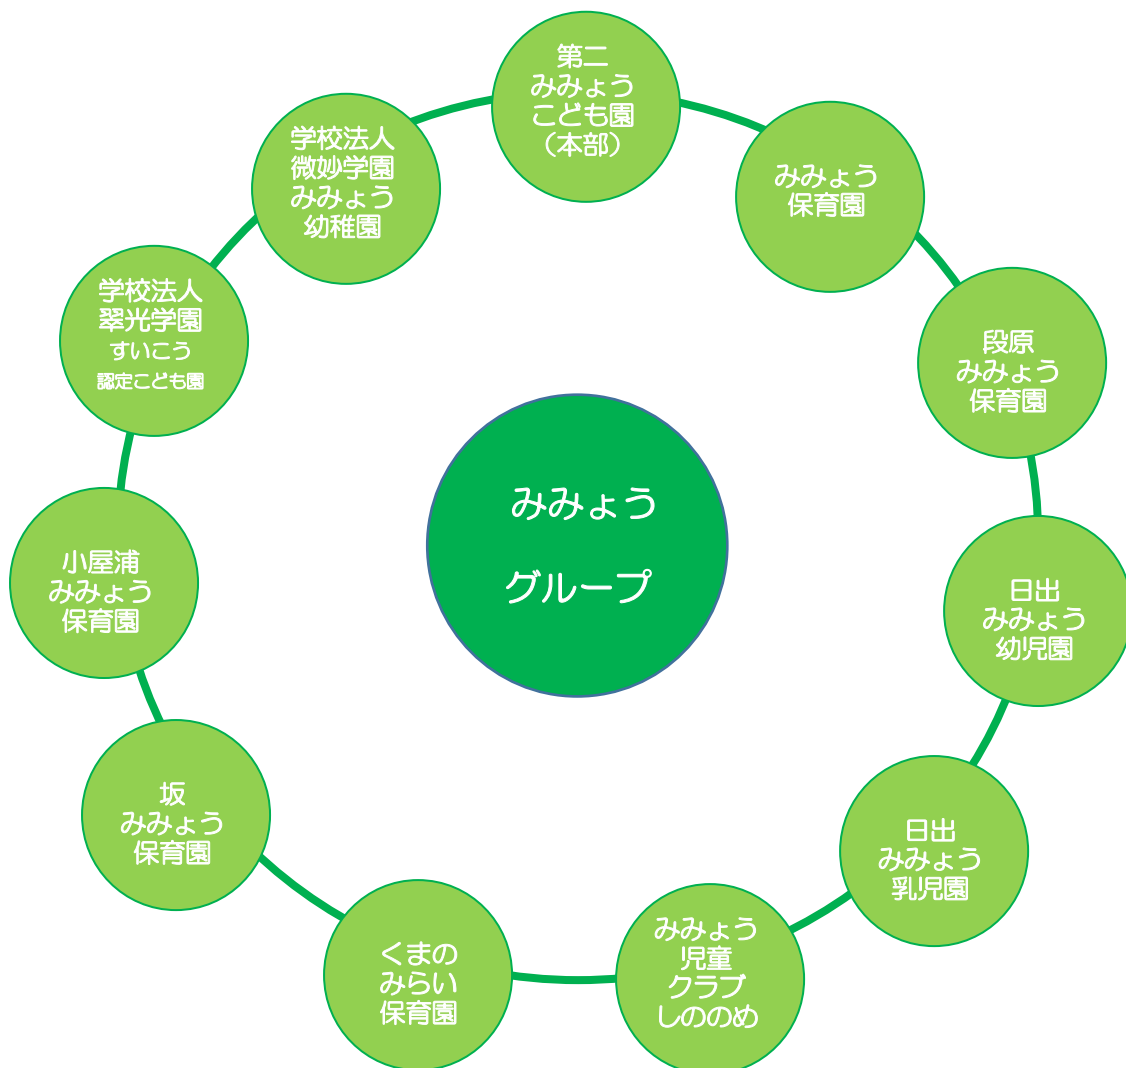 第二
みみょう
こども園
（本部）
みみょう
保育園
段原
みみょう
保育園
日出
みみょう
幼児園
日出
みみょう
乳児園
みみょう
児童
クラブ
しののめ
くまの
みらい
保育園
坂
みみょう
保育園
小屋浦
みみょう
保育園
学校法人
翠光学園
すいこう
認定こども園
学校法人
微妙学園
みみょう
幼稚園
みみょう
グループ